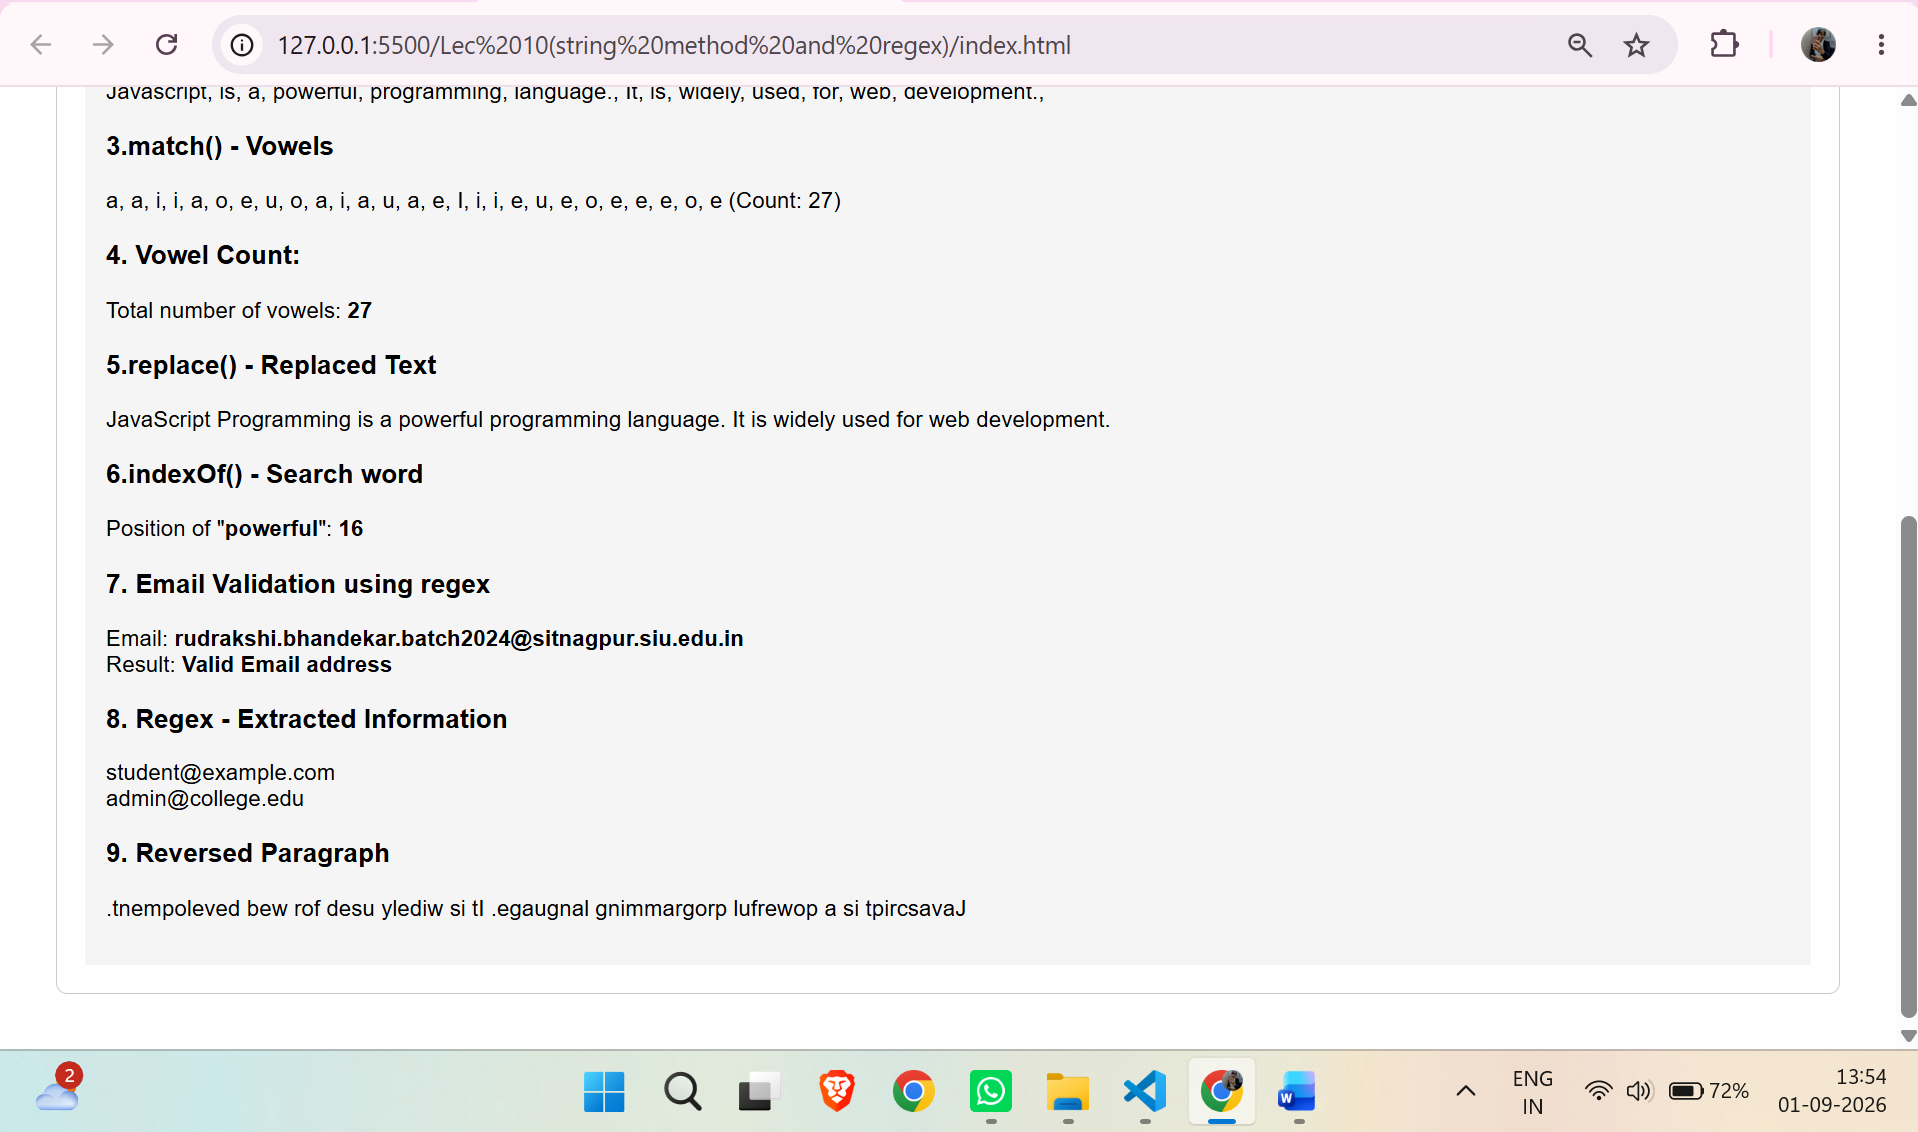 127.0.0.1:5500/Lec%2010(string%20method%20and%20regex)/index.html
Javascript, is, a, powerful, programming, language., It, is, widely, used, for, web, development.,
3.match() - Vowels
a, a, i, i, a, o, e, u, o, a, i, a, u, a, e, I, i, i, e, u, e, o, e, e, e, o, e (Count: 27)
4. Vowel Count:
Total number of vowels: 27
5.replace() - Replaced Text
JavaScript Programming is a powerful programming language. It is widely used for web development.
6.indexOf() - Search word
Position of "powerful": 16
7. Email Validation using regex
Email: rudrakshi.bhandekar.batch2024@sitnagpur.siu.edu.in
Result: Valid Email address
8. Regex - Extracted Information
student@example.com
admin@college.edu
9. Reversed Paragraph
.tnempoleved bew rof desu ylediw si tI .egaugnal gnimmargorp lufrewop a si tpircsavaJ
2
W
ENG
IN
72%
13:54
01-09-2026